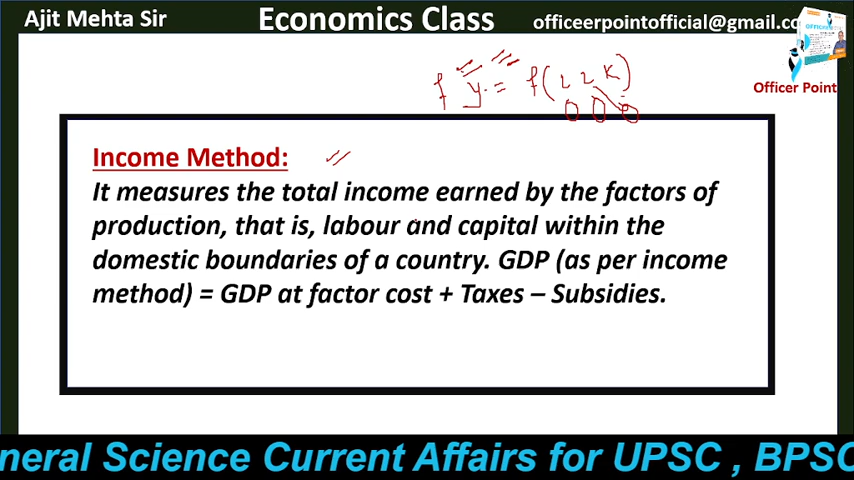 Ajit Mehta Sir
Economics Class
officeerpointofficial@gmail.co
Officer Point
y = f(L L K)
Income Method:
It measures the total income earned by the factors of
production, that is, labour and capital within the
domestic boundaries of a country. GDP (as per income
method) = GDP at factor cost + Taxes – Subsidies.
neral Science Current Affairs for UPSC , BPSC